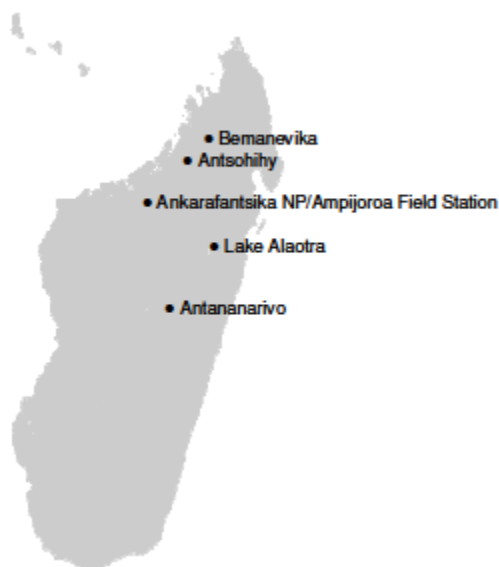 Bemanevika
Antsohihy
Ankarafantsika NP/Ampijoroa Field Station
Lake Alaotra
Antananarivo